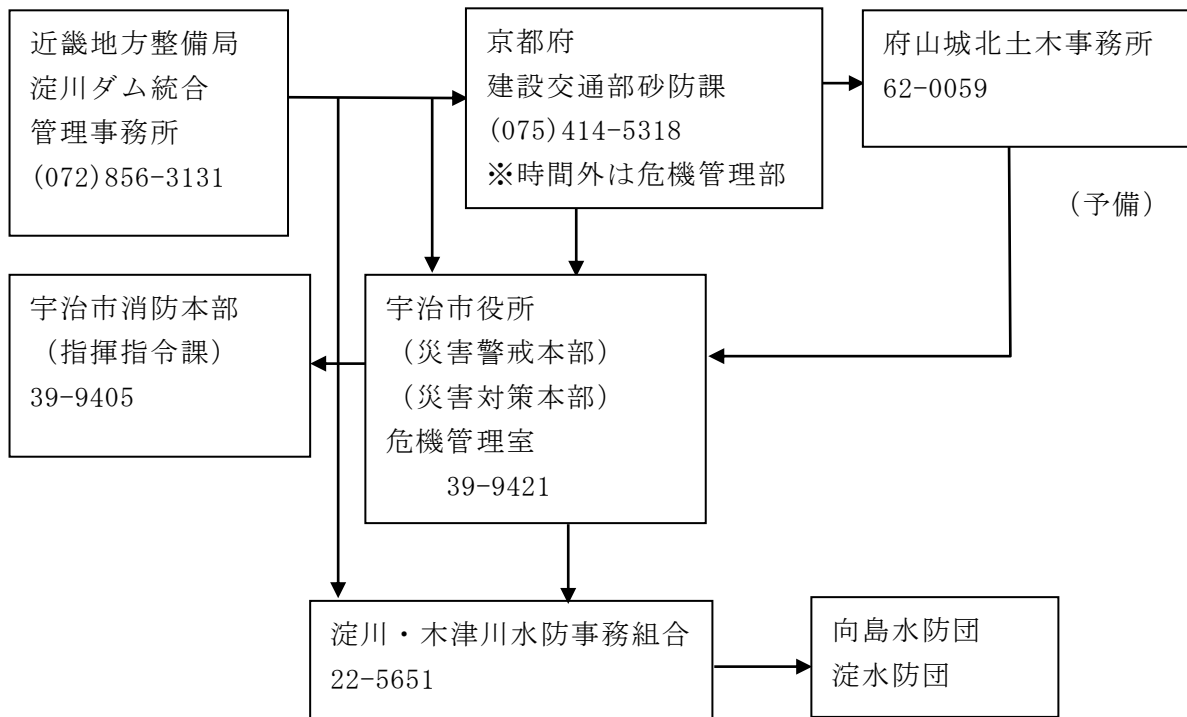 近畿地方整備局
淀川ダム統合
管理事務所
(072)856-3131
京都府
建設交通部砂防課
(075)414-5318
※時間外は危機管理部
府山城北土木事務所
62-0059
（予備）
宇治市消防本部
（指揮指令課）
39-9405
宇治市役所
（災害警戒本部）
（災害対策本部）
危機管理室
39-9421
淀川・木津川水防事務組合
22-5651
向島水防団
淀水防団